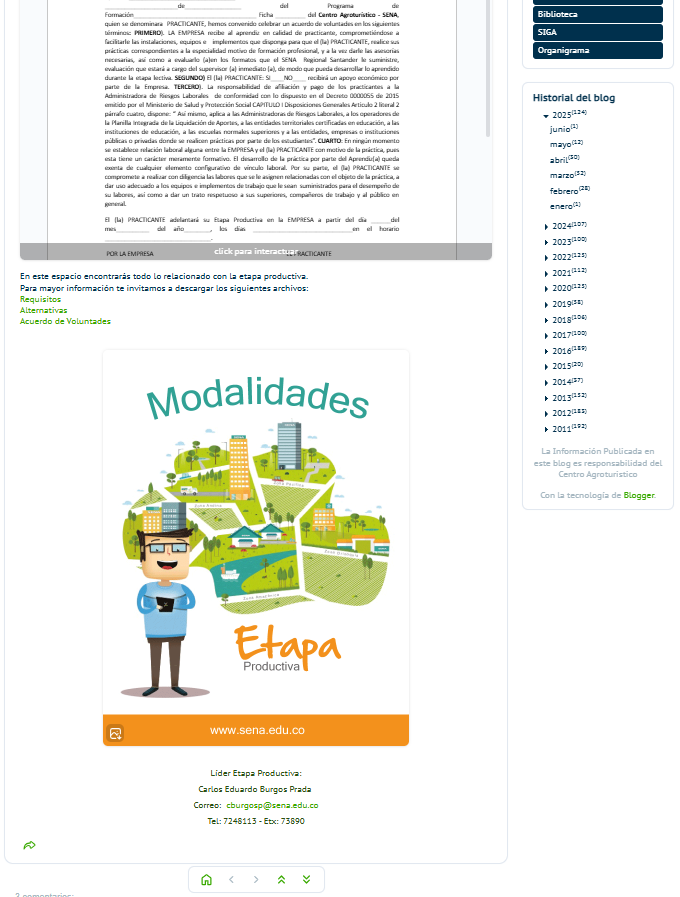 ____________________de__________________ del Programa de
Formación__________________________ Ficha __________ del Centro Agroturístico - SENA,
quien se denominara PRACTICANTE, hemos convenido celebrar un acuerdo de voluntades en los siguientes
términos: PRIMERO). LA EMPRESA recibe al aprendiz en calidad de practicante, comprometiéndose a
facilitarle las instalaciones, equipos e implementos que disponga para que el (la) PRACTICANTE, realice sus
prácticas correspondientes a la especialidad motivo de formación profesional, y a la vez darle las asesorías
necesarias, así como a evaluarlo (a)en los formatos que el SENA Regional Santander le suministre,
evaluación que estará a cargo del supervisor (a) inmediato (a), de modo que pueda desarrollar lo aprendido
durante la etapa lectiva. SEGUNDO) El (la) PRACTICANTE: SI____NO____ recibirá un apoyo económico por
parte de la Empresa. TERCERO). La responsabilidad de afiliación y pago de los practicantes a la
Administradora de Riesgos Laborales de conformidad con lo dispuesto en el Decreto 0000055 de 2015
emitido por el Ministerio de Salud y Protección Social CAPITULO I Disposiciones Generales Artículo 2 literal 2
párrafo cuatro, dispone: " Así mismo, aplica a las Administradoras de Riesgos Laborales, a los operadores de
la Planilla Integrada de la Liquidación de Aportes, a las entidades territoriales certificadas en educación, a las
instituciones de educación, a las escuelas normales superiores y a las entidades, empresas o instituciones
públicas o privadas donde se realicen prácticas por parte de los estudiantes". CUARTO: En ningún momento
se establece relación laboral alguna entre la EMPRESA y el (la) PRACTICANTE con motivo de la práctica, pues
esta tiene un carácter meramente formativo. El desarrollo de la práctica por parte del Aprendiz(a) queda
exenta de cualquier elemento configurativo de vínculo laboral. Por su parte, el (la) PRACTICANTE se
compromete a realizar con diligencia las labores que se le asignen relacionadas con el objeto de la práctica, a
dar uso adecuado a los equipos e implementos de trabajo que le sean suministrados para el desempeño de
su labores, así como a dar un trato respetuoso a sus superiores, compañeros de trabajo y al público en
general.
El (la) PRACTICANTE adelantará su Etapa Productiva en la EMPRESA a partir del día ______del
mes__________ del año________, los días ______________________________en el horario
________________________________.
POR LA EMPRESA click para interactuar PRACTICANTE
En este espacio encontrarás todo lo relacionado con la etapa productiva.
Para mayor información te invitamos a descargar los siguientes archivos:
Requisitos
Alternativas
Acuerdo de Voluntades
Modalidades
Etapa
Productiva
www.sena.edu.co
Líder Etapa Productiva:
Carlos Eduardo Burgos Prada
Correo: cburgosp@sena.edu.co
Tel: 7248113 - Etx: 73890
2 comentarios:
Biblioteca
SIGA
Organigrama
Historial del blog
2025(124)
junio(1)
mayo(12)
abril(50)
marzo(32)
febrero(28)
enero(1)
2024(107)
2023(100)
2022(125)
2021(112)
2020(125)
2019(58)
2018(106)
2017(100)
2016(189)
2015(20)
2014(57)
2013(152)
2012(185)
2011(192)
La Información Publicada en
este blog es responsabilidad del
Centro Agroturístico
Con la tecnología de Blogger.